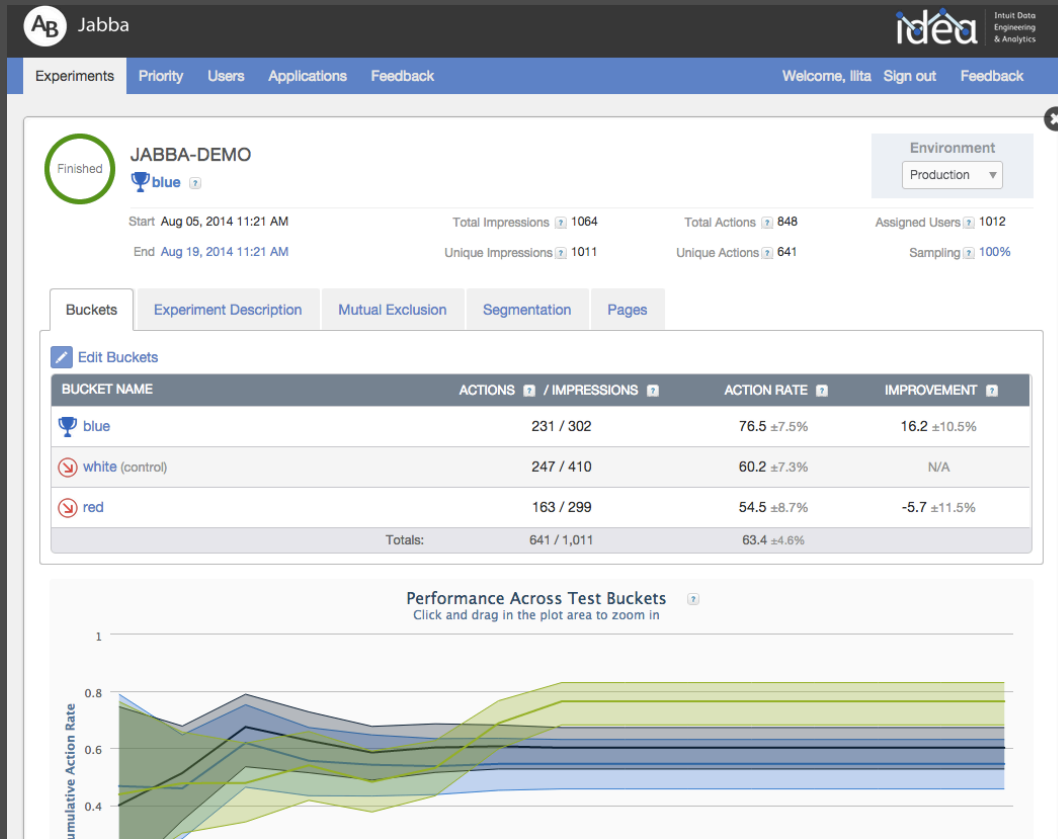 AB Jabba
idea Intuit Data
Engineering
& Analytics
Experiments Priority Users Applications Feedback Welcome, Ilita Sign out Feedback
Finished
JABBA-DEMO
blue ?
Environment
Production
Start Aug 05, 2014 11:21 AM Total Impressions ? 1064 Total Actions ? 848 Assigned Users ? 1012
End Aug 19, 2014 11:21 AM Unique Impressions ? 1011 Unique Actions ? 641 Sampling ? 100%
Buckets Experiment Description Mutual Exclusion Segmentation Pages
Edit Buckets
BUCKET NAME ACTIONS ? / IMPRESSIONS ? ACTION RATE ? IMPROVEMENT ?
blue 231 / 302 76.5 ±7.5% 16.2 ±10.5%
white (control) 247 / 410 60.2 ±7.3% N/A
red 163 / 299 54.5 ±8.7% -5.7 ±11.5%
Totals: 641 / 1,011 63.4 ±4.6%
Performance Across Test Buckets ?
Click and drag in the plot area to zoom in
1
0.8
0.6
0.4
umulative Action Rate